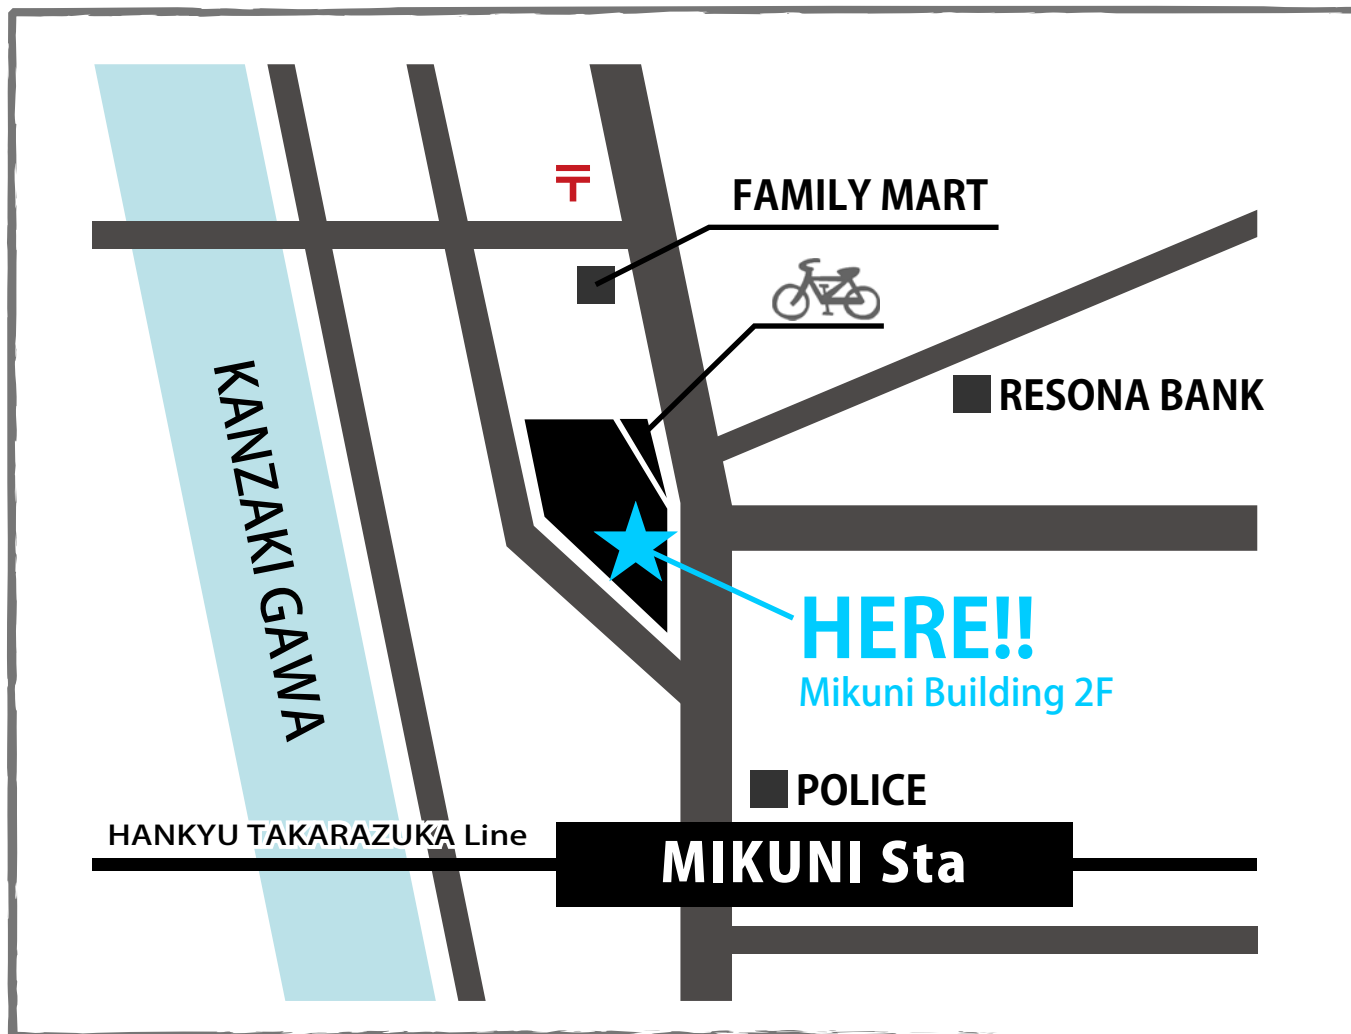 〒
FAMILY MART
RESONA BANK
KANZAKI GAWA
HERE!!
Mikuni Building 2F
POLICE
HANKYU TAKARAZUKA Line
MIKUNI Sta